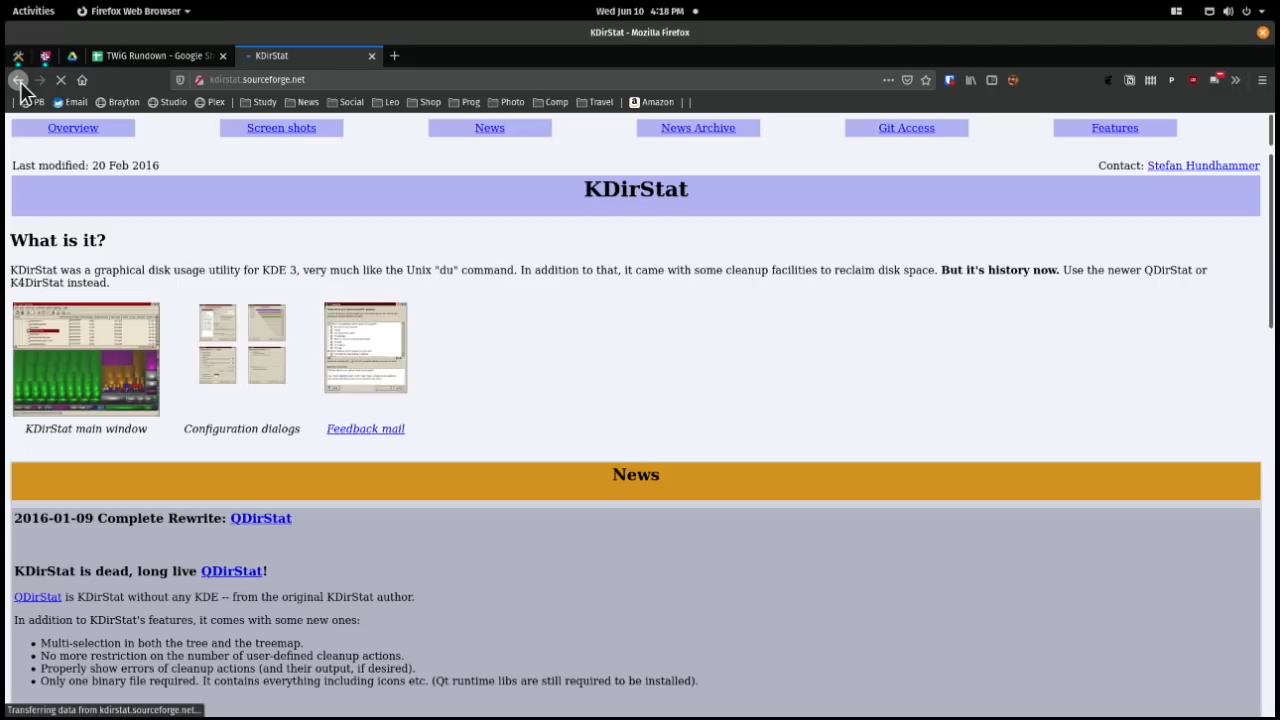 Activities
Firefox Web Browser
Wed Jun 10 4:18 PM
KDirStat - Mozilla Firefox
TWiG Rundown - Google S
KDirStat
kdirstat.sourceforge.net
PB Email Brayton Studio Plex Study News Social Leo Shop Prog Photo Comp Travel Amazon
Overview Screen shots News News Archive Git Access Features
Last modified: 20 Feb 2016
Contact: Stefan Hundhammer
KDirStat
What is it?
KDirStat was a graphical disk usage utility for KDE 3, very much like the Unix "du" command. In addition to that, it came with some cleanup facilities to reclaim disk space. But it's history now. Use the newer QDirStat or
K4DirStat instead.
KDirStat main window
Configuration dialogs
Feedback mail
News
2016-01-09 Complete Rewrite: QDirStat
KDirStat is dead, long live QDirStat!
QDirStat is KDirStat without any KDE -- from the original KDirStat author.
In addition to KDirStat's features, it comes with some new ones:
• Multi-selection in both the tree and the treemap.
• No more restriction on the number of user-defined cleanup actions.
• Properly show errors of cleanup actions (and their output, if desired).
• Only one binary file required. It contains everything including icons etc. (Qt runtime libs are still required to be installed).
Transferring data from kdirstat.sourceforge.net...